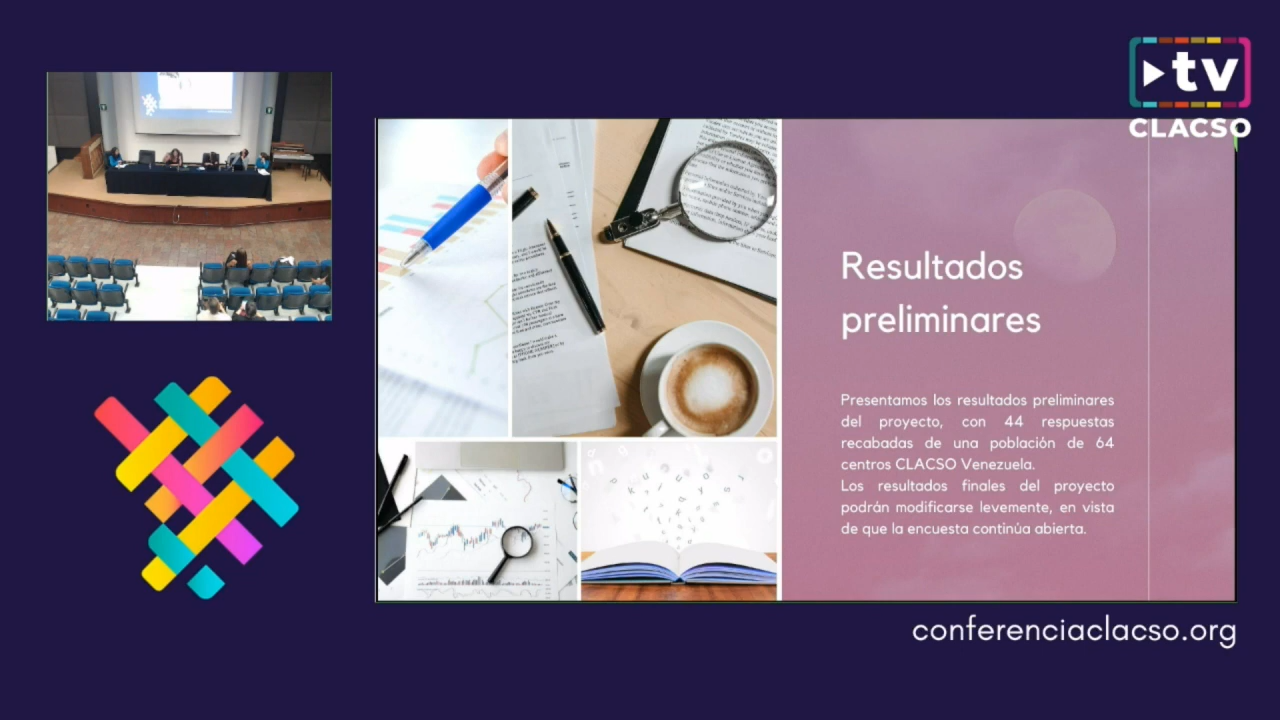 tv
CLACSO
Resultados
preliminares
Presentamos los resultados preliminares
del proyecto, con 44 respuestas
recabadas de una población de 64
centros CLACSO Venezuela.
Los resultados finales del proyecto
podrán modificarse levemente, en vista
de que la encuesta continúa abierta.
conferenciaclacso.org